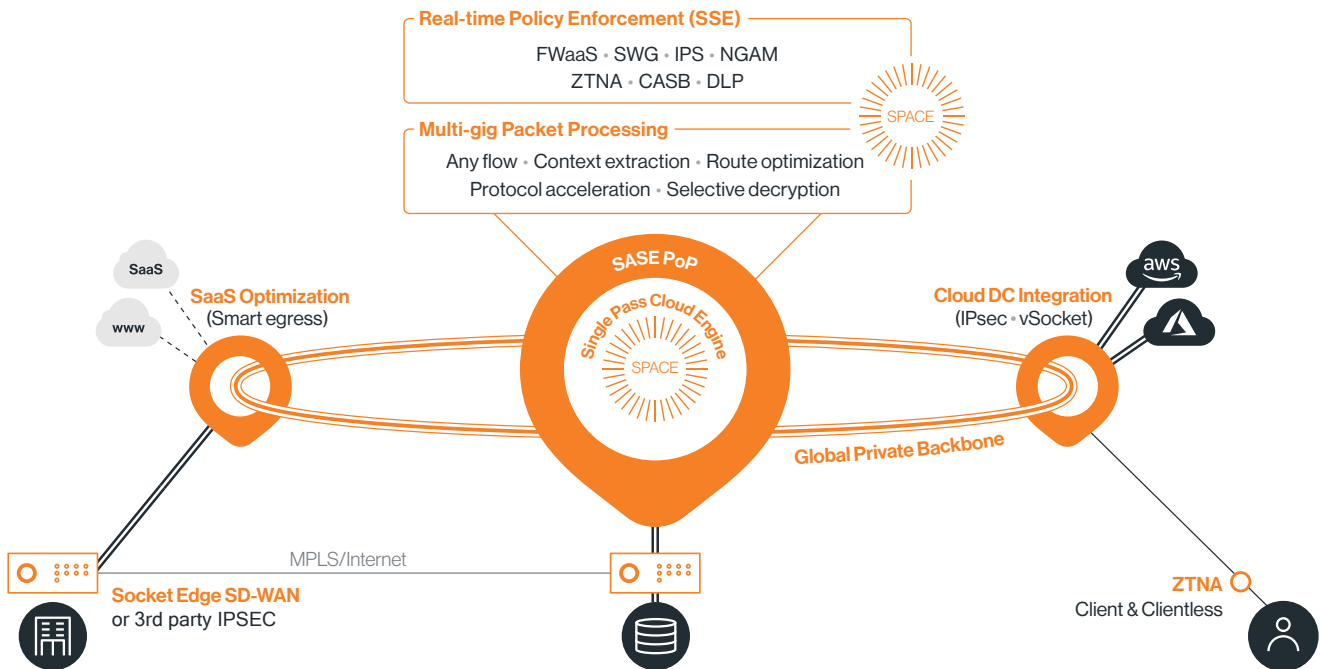 Real-time Policy Enforcement (SSE)
FWaaS • SWG • IPS • NGAM
ZTNA • CASB • DLP
SPACE
Multi-gig Packet Processing
Any flow • Context extraction • Route optimization
Protocol acceleration • Selective decryption
SASE PoP
Single Pass Cloud Engine
SPACE
SaaS
www
SaaS Optimization
(Smart egress)
Cloud DC Integration
(IPsec • vSocket)
aws
Global Private Backbone
MPLS/Internet
Socket Edge SD-WAN
or 3rd party IPSEC
ZTNA
Client & Clientless